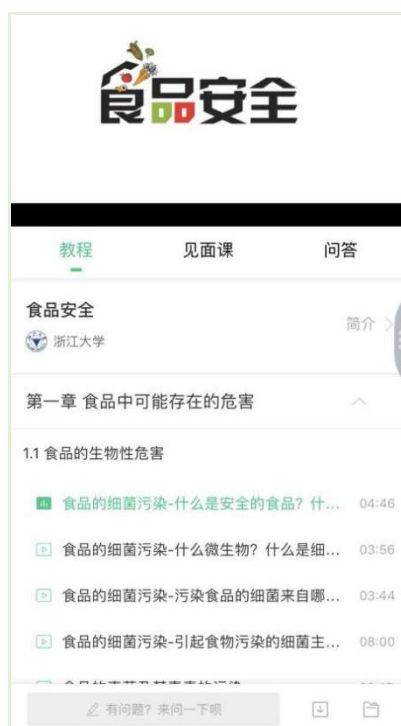 食品安全
教程 见面课 问答
食品安全
简介
浙江大学
第一章 食品中可能存在的危害
1.1 食品的生物性危害
食品的细菌污染-什么是安全的食品？什... 04:46
食品的细菌污染-什么微生物？什么是细... 03:56
食品的细菌污染-污染食品的细菌来自哪... 03:44
食品的细菌污染-引起食物污染的细菌主... 08:00
有问题？来问一下呗